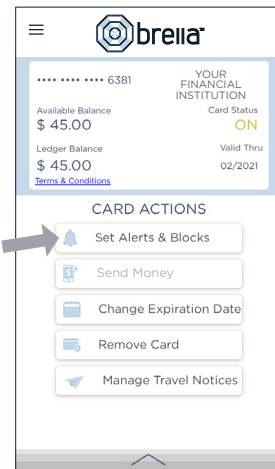 brella
•••• •••• •••• 6381
YOUR
FINANCIAL
INSTITUTION
Available Balance
Card Status
$ 45.00
ON
Ledger Balance
Valid Thru
$ 45.00
02/2021
Terms & Conditions
CARD ACTIONS
Set Alerts & Blocks
Send Money
Change Expiration Date
Remove Card
Manage Travel Notices